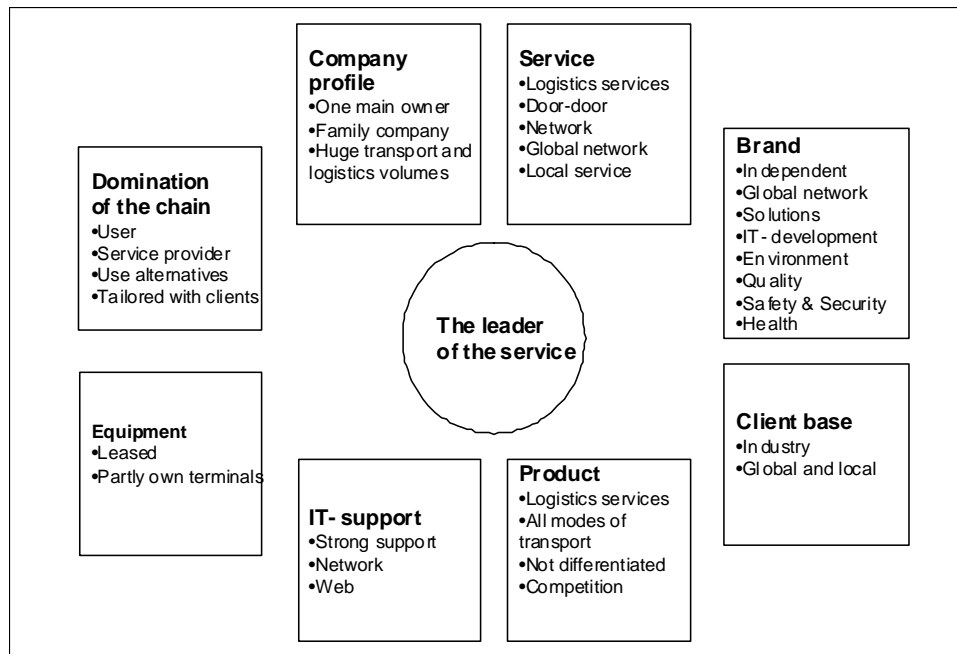 Company
profile
•One main owner
•Family company
•Huge transport and
logistics volumes
Service
•Logistics services
•Door-door
•Network
•Global network
•Local service
Domination
of the chain
•User
•Service provider
•Use alternatives
•Tailored with clients
Brand
•Independent
•Global network
•Solutions
•IT- development
•Environment
•Quality
•Safety & Security
•Health
The leader
of the service
Equipment
•Leased
•Partly own terminals
Client base
•Industry
•Global and local
IT- support
•Strong support
•Network
•Web
Product
•Logistics services
•All modes of
transport
•Not differentiated
•Competition